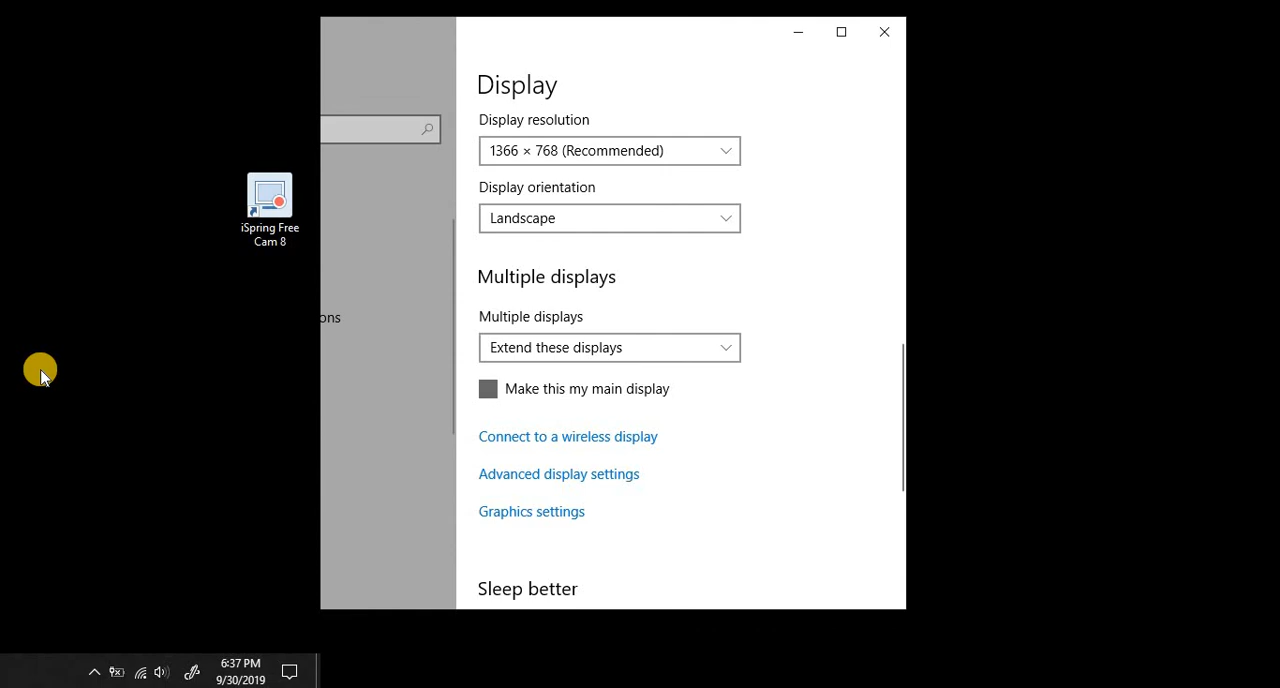 Display
Display resolution
1366 × 768 (Recommended)
Display orientation
Landscape
iSpring Free
Cam 8
Multiple displays
ons
Multiple displays
Extend these displays
Make this my main display
Connect to a wireless display
Advanced display settings
Graphics settings
Sleep better
6:37 PM
9/30/2019